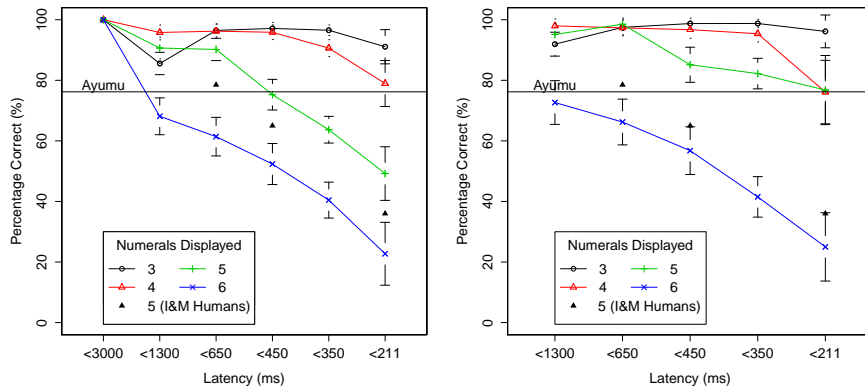 Percentage Correct (%)
100
80
60
40
20
0
Ayumu
Numerals Displayed
3 5
4 6
5 (I&M Humans)
<3000 <1300 <650 <450 <350 <211
Latency (ms)
Percentage Correct (%)
100
80
60
40
20
0
Ayumu
Numerals Displayed
3 5
4 6
5 (I&M Humans)
<1300 <650 <450 <350 <211
Latency (ms)